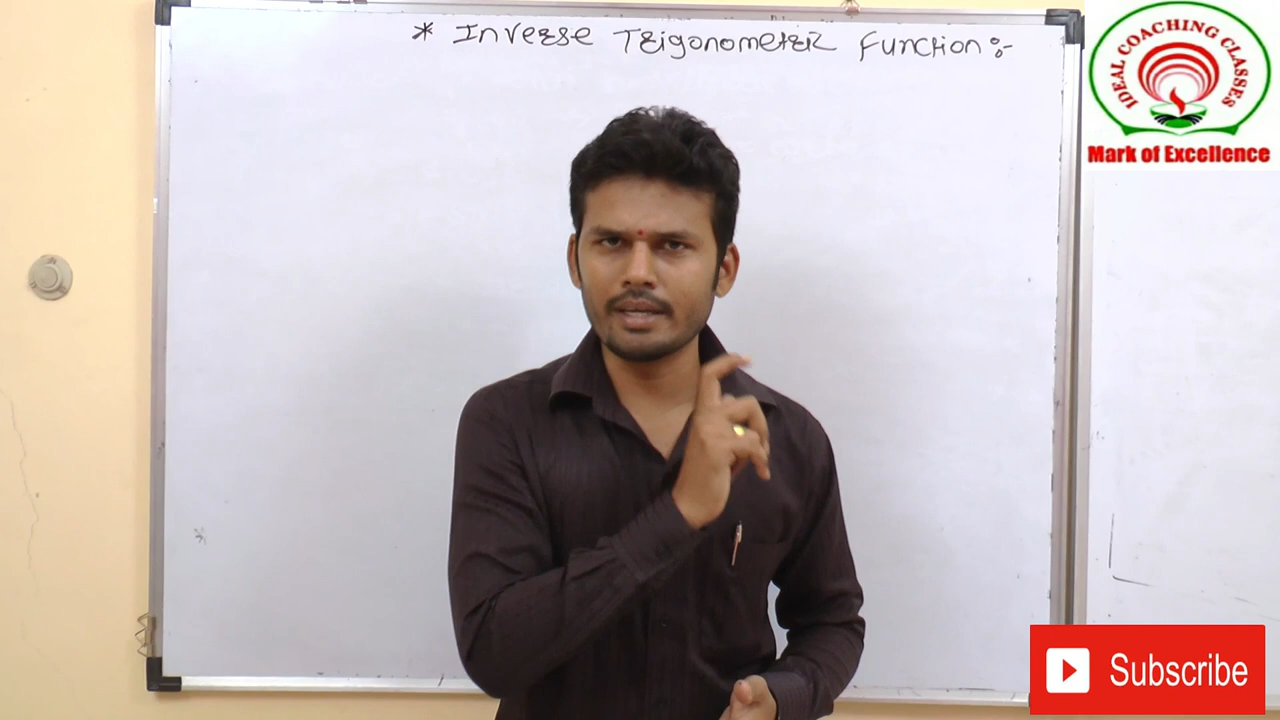 * Inverse Trigonometric Function :-
IDEAL COACHING CLASSES
Mark of Excellence
Subscribe